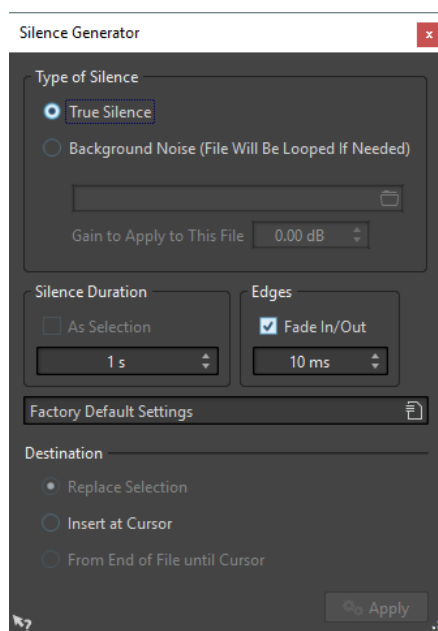 Silence Generator
x
Type of Silence
True Silence
Background Noise (File Will Be Looped If Needed)
Gain to Apply to This File 0.00 dB
Silence Duration
As Selection
1 s
Edges
Fade In/Out
10 ms
Factory Default Settings
Destination
Replace Selection
Insert at Cursor
From End of File until Cursor
Apply
?